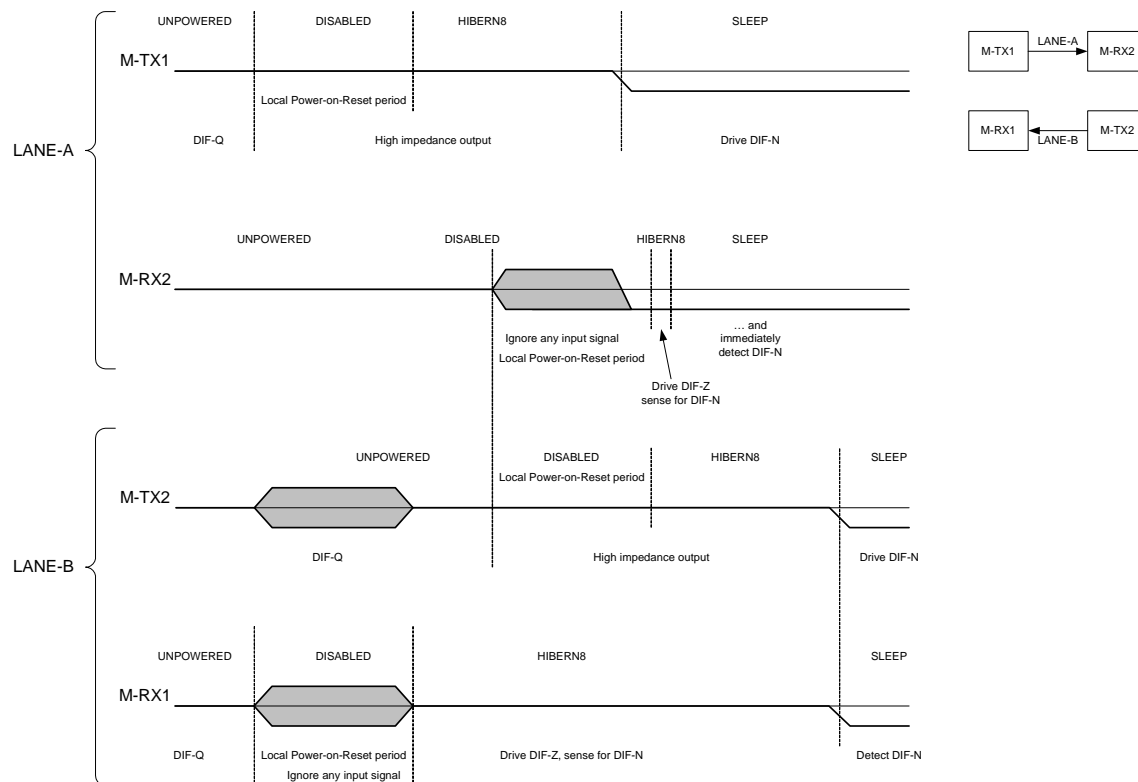 UNPOWERED DISABLED HIBERN8 SLEEP
M-TX1
Local Power-on-Reset period
DIF-Q High impedance output Drive DIF-N
LANE-A
M-TX1 LANE-A M-RX2
M-RX1 LANE-B M-TX2
UNPOWERED DISABLED HIBERN8 SLEEP
M-RX2
Ignore any input signal
Local Power-on-Reset period
… and
immediately
detect DIF-N
Drive DIF-Z
sense for DIF-N
UNPOWERED DISABLED HIBERN8 SLEEP
Local Power-on-Reset period
M-TX2
DIF-Q High impedance output Drive DIF-N
LANE-B
UNPOWERED DISABLED HIBERN8 SLEEP
M-RX1
DIF-Q Local Power-on-Reset period Drive DIF-Z, sense for DIF-N Detect DIF-N
Ignore any input signal